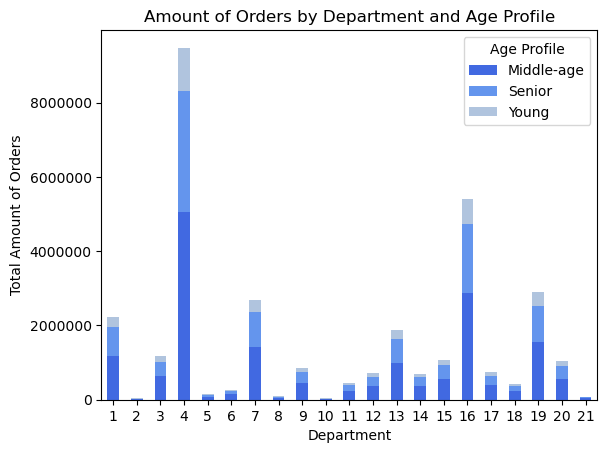 Amount of Orders by Department and Age Profile
Age Profile
Middle-age
Senior
Young
Total Amount of Orders
8000000
6000000
4000000
2000000
0
1 2 3 4 5 6 7 8 9 10 11 12 13 14 15 16 17 18 19 20 21
Department